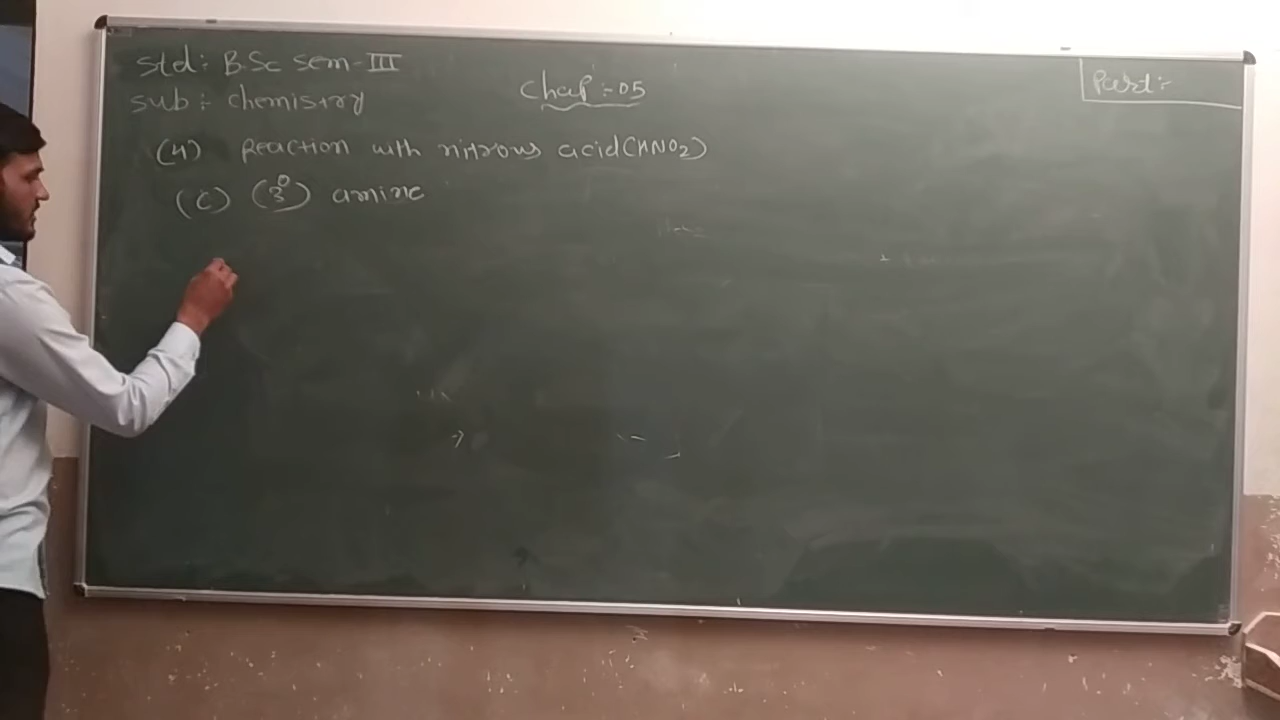 Std:- B.Sc sem-III
Sub:- chemistry
Chap:-05
Part:-
(4) Reaction with nitrous acid(HNO2)
(C) (3°) amine